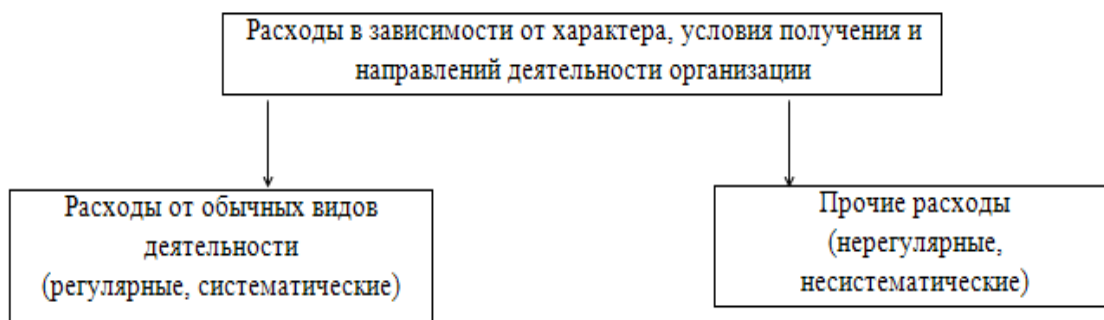 Расходы в зависимости от характера, условия получения и
направлений деятельности организации
Расходы от обычных видов
деятельности
(регулярные, систематические)
Прочие расходы
(нерегулярные,
несистематические)